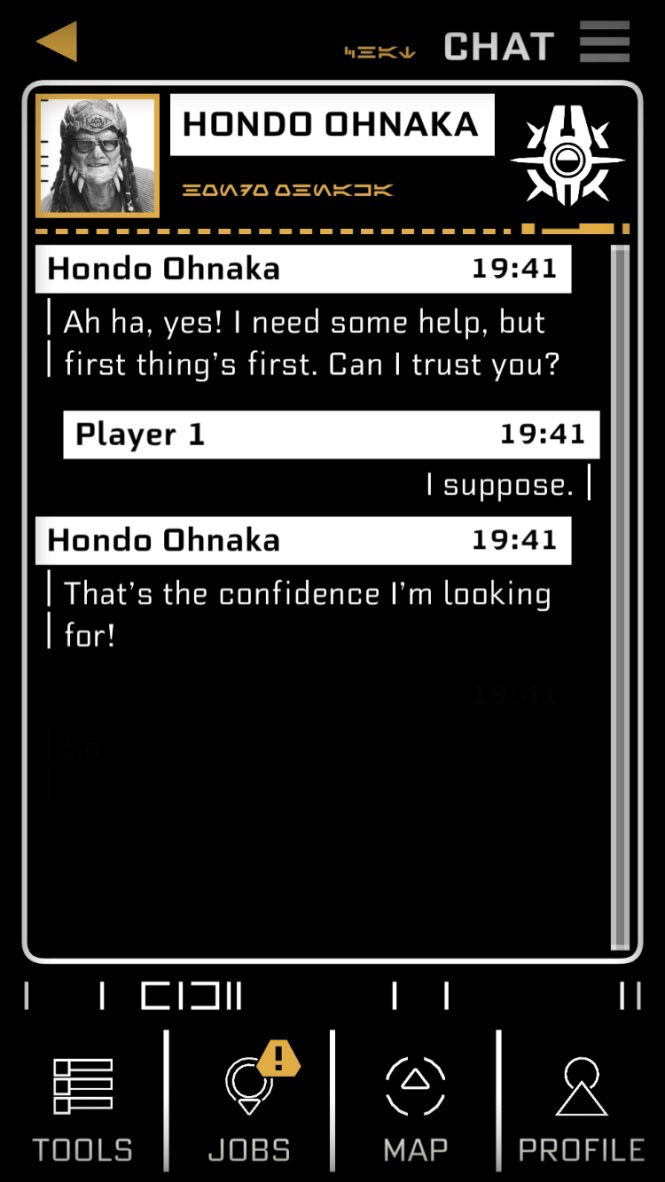 CHAT
HONDO OHNAKA
Hondo Ohnaka 19:41
Ah ha, yes! I need some help, but
first thing's first. Can I trust you?
Player 1 19:41
I suppose.
Hondo Ohnaka 19:41
That's the confidence I'm looking
for!
19:41
So
TOOLS
JOBS
MAP
PROFILE